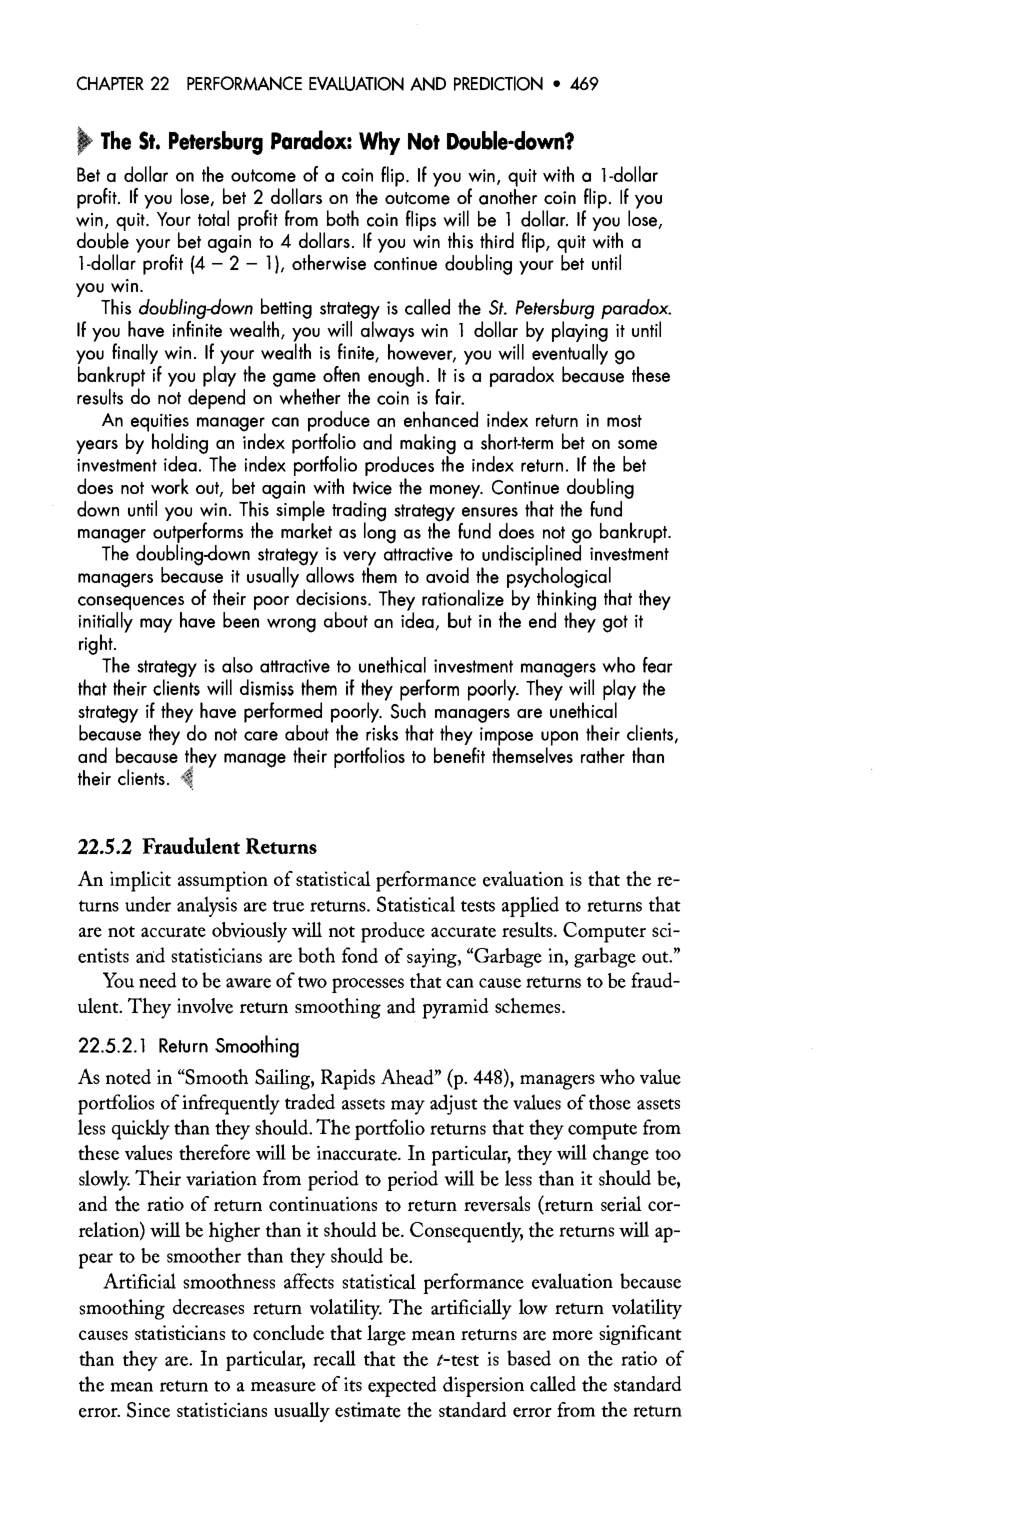 CHAPTER 22 PERFORMANCE EVALUATION AND PREDICTION • 469
The St. Petersburg Paradox: Why Not Double-down?
Bet a dollar on the outcome of a coin flip. If you win, quit with a 1-dollar
profit. If you lose, bet 2 dollars on the outcome of another coin flip. If you
win, quit. Your total profit from both coin flips will be 1 dollar. If you lose,
double your bet again to 4 dollars. If you win this third flip, quit with a
1-dollar profit (4 – 2 – 1), otherwise continue doubling your bet until
you win.
This doubling-down betting strategy is called the St. Petersburg paradox.
If you have infinite wealth, you will always win 1 dollar by playing it until
you finally win. If your wealth is finite, however, you will eventually go
bankrupt if you play the game often enough. It is a paradox because these
results do not depend on whether the coin is fair.
An equities manager can produce an enhanced index return in most
years by holding an index portfolio and making a short-term bet on some
investment idea. The index portfolio produces the index return. If the bet
does not work out, bet again with twice the money. Continue doubling
down until you win. This simple trading strategy ensures that the fund
manager outperforms the market as long as the fund does not go bankrupt.
The doubling-down strategy is very attractive to undisciplined investment
managers because it usually allows them to avoid the psychological
consequences of their poor decisions. They rationalize by thinking that they
initially may have been wrong about an idea, but in the end they got it
right.
The strategy is also attractive to unethical investment managers who fear
that their clients will dismiss them if they perform poorly. They will play the
strategy if they have performed poorly. Such managers are unethical
because they do not care about the risks that they impose upon their clients,
and because they manage their portfolios to benefit themselves rather than
their clients.
22.5.2 Fraudulent Returns
An implicit assumption of statistical performance evaluation is that the re-
turns under analysis are true returns. Statistical tests applied to returns that
are not accurate obviously will not produce accurate results. Computer sci-
entists and statisticians are both fond of saying, “Garbage in, garbage out.”
You need to be aware of two processes that can cause returns to be fraud-
ulent. They involve return smoothing and pyramid schemes.
22.5.2.1 Return Smoothing
As noted in “Smooth Sailing, Rapids Ahead” (p. 448), managers who value
portfolios of infrequently traded assets may adjust the values of those assets
less quickly than they should. The portfolio returns that they compute from
these values therefore will be inaccurate. In particular, they will change too
slowly. Their variation from period to period will be less than it should be,
and the ratio of return continuations to return reversals (return serial cor-
relation) will be higher than it should be. Consequently, the returns will ap-
pear to be smoother than they should be.
Artificial smoothness affects statistical performance evaluation because
smoothing decreases return volatility. The artificially low return volatility
causes statisticians to conclude that large mean returns are more significant
than they are. In particular, recall that the t-test is based on the ratio of
the mean return to a measure of its expected dispersion called the standard
error. Since statisticians usually estimate the standard error from the return